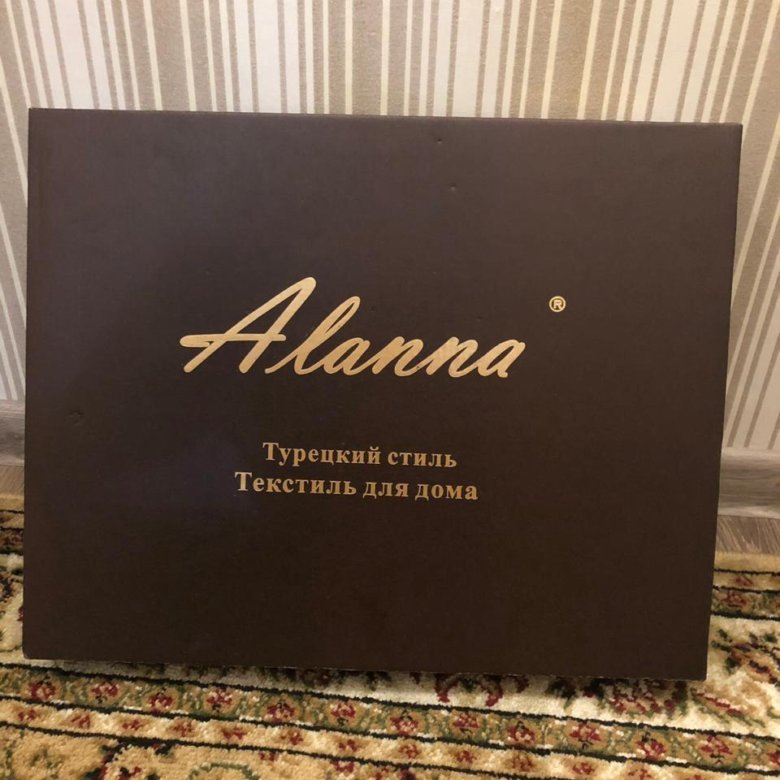 Alanna ®
Турецкий стиль
Текстиль для дома